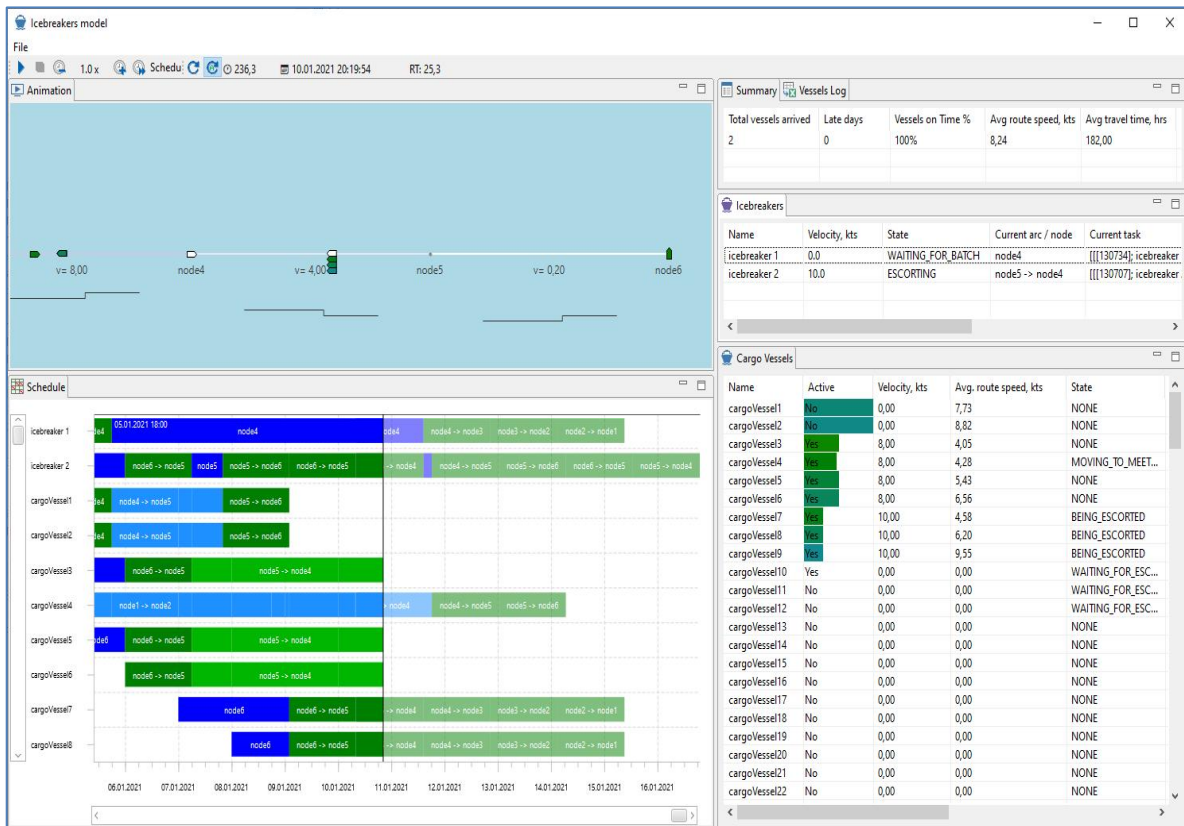 Icebreakers model
File
1.0 x Schedu 236,3 10.01.2021 20:19:54 RT: 25,3
Animation
v= 8,00 node4 v= 4,00 node5 v= 0,20 node6
Summary Vessels Log
Total vessels arrived Late days Vessels on Time % Avg route speed, kts Avg travel time, hrs
2 0 100% 8,24 182,00
Icebreakers
Name Velocity, kts State Current arc / node Current task
icebreaker 1 0.0 WAITING_FOR_BATCH node4 [[[130734]; icebreaker
icebreaker 2 10.0 ESCORTING node5 -> node4 [[[130707]; icebreaker
Schedule
icebreaker 1 de4 05.01.2021 18:00 node4 node4 node4 -> node3 node3 -> node2 node2 -> node1
icebreaker 2 node6 -> node5 node5 node5 -> node6 node6 -> node5 -> node4 node4 -> node5 node5 -> node6 node6 -> node5 node5 -> node4
cargoVessel1 de4 node4 -> node5 node5 -> node6
cargoVessel2 de4 node4 -> node5 node5 -> node6
cargoVessel3 node6 -> node5 node5 -> node4
cargoVessel4 node1 -> node2 > node4 node4 -> node5 node5 -> node6
cargoVessel5 de6 node6 -> node5 node5 -> node4
cargoVessel6 node6 -> node5 node5 -> node4
cargoVessel7 node6 node6 -> node5 -> node4 node4 -> node3 node3 -> node2 node2 -> node1
cargoVessel8 node6 node6 -> node5 -> node4 node4 -> node3 node3 -> node2 node2 -> node1
06.01.2021 07.01.2021 08.01.2021 09.01.2021 10.01.2021 11.01.2021 12.01.2021 13.01.2021 14.01.2021 15.01.2021 16.01.2021
Cargo Vessels
Name Active Velocity, kts Avg. route speed, kts State
cargoVessel1 No 0,00 7,73 NONE
cargoVessel2 No 0,00 8,82 NONE
cargoVessel3 Yes 8,00 4,05 NONE
cargoVessel4 Yes 8,00 4,28 MOVING_TO_MEET...
cargoVessel5 Yes 8,00 5,43 NONE
cargoVessel6 Yes 8,00 6,56 NONE
cargoVessel7 Yes 10,00 4,58 BEING_ESCORTED
cargoVessel8 Yes 10,00 6,20 BEING_ESCORTED
cargoVessel9 Yes 10,00 9,55 BEING_ESCORTED
cargoVessel10 Yes 0,00 0,00 WAITING_FOR_ESC...
cargoVessel11 No 0,00 0,00 WAITING_FOR_ESC...
cargoVessel12 No 0,00 0,00 WAITING_FOR_ESC...
cargoVessel13 No 0,00 0,00 NONE
cargoVessel14 No 0,00 0,00 NONE
cargoVessel15 No 0,00 0,00 NONE
cargoVessel16 No 0,00 0,00 NONE
cargoVessel17 No 0,00 0,00 NONE
cargoVessel18 No 0,00 0,00 NONE
cargoVessel19 No 0,00 0,00 NONE
cargoVessel20 No 0,00 0,00 NONE
cargoVessel21 No 0,00 0,00 NONE
cargoVessel22 No 0,00 0,00 NONE